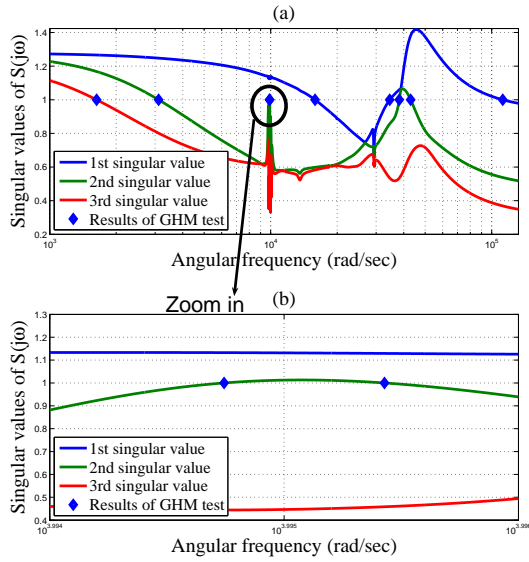 (a)
Singular values of S(jω)
1.4
1.2
1
0.8
0.6
0.4
0.2
1st singular value
2nd singular value
3rd singular value
Results of GHM test
10^3
10^4
10^5
Angular frequency (rad/sec)
Zoom in
(b)
Singular values of S(jω)
1.3
1.2
1.1
1
0.9
0.8
0.7
0.6
0.5
0.4
1st singular value
2nd singular value
3rd singular value
Results of GHM test
10^3.994
10^3.995
10^3.996
Angular frequency (rad/sec)